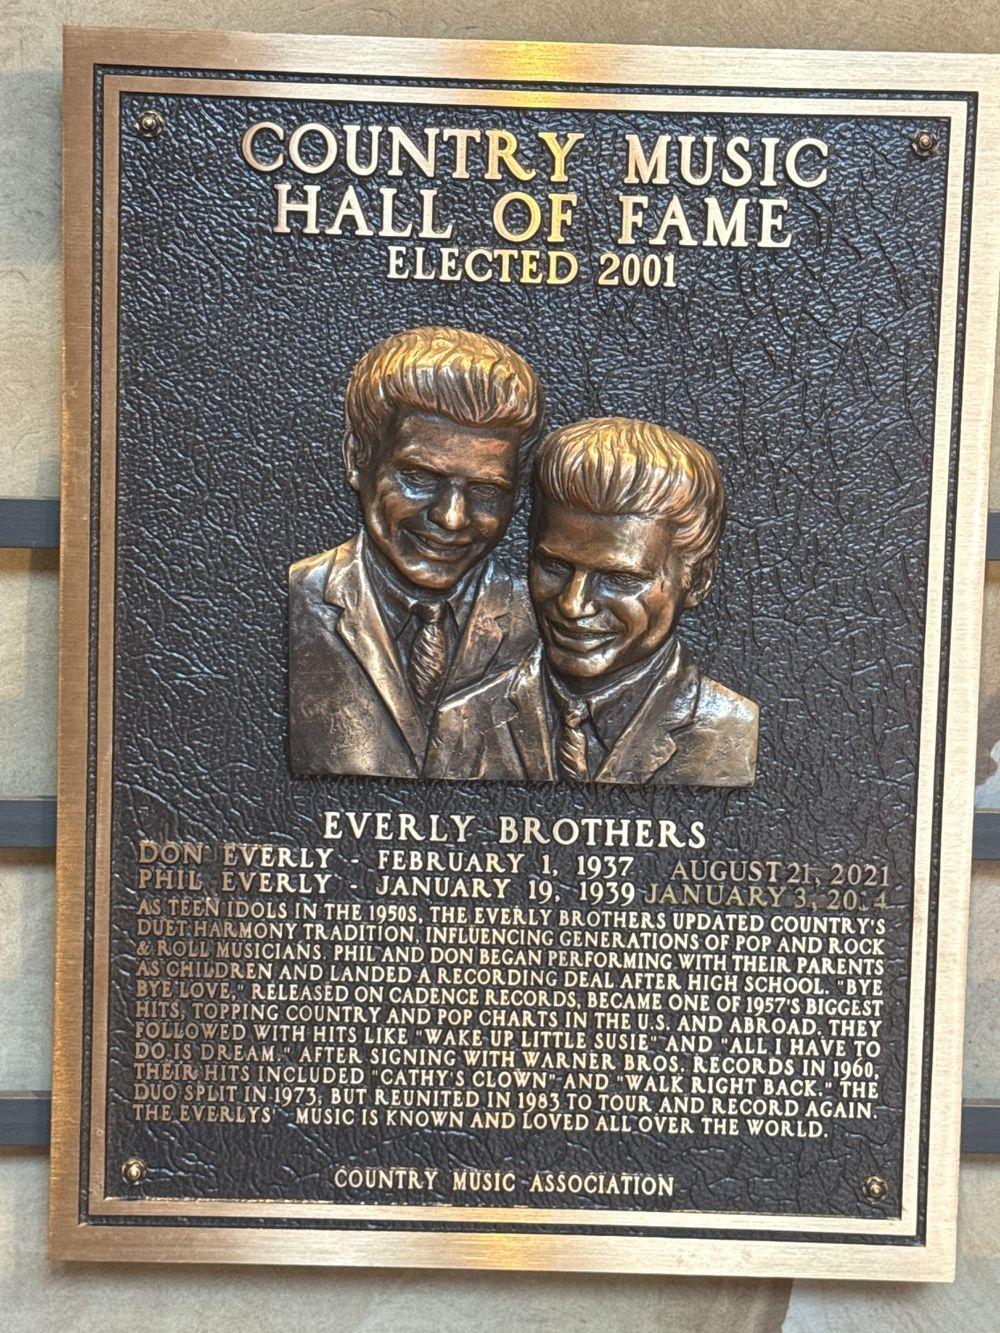 COUNTRY MUSIC
HALL OF FAME
ELECTED 2001
EVERLY BROTHERS
DON EVERLY - FEBRUARY 1, 1937 AUGUST 21, 2021
PHIL EVERLY - JANUARY 19, 1939 JANUARY 3, 2014
AS TEEN IDOLS IN THE 1950S, THE EVERLY BROTHERS UPDATED COUNTRY'S
DUET HARMONY TRADITION, INFLUENCING GENERATIONS OF POP AND ROCK
& ROLL MUSICIANS. PHIL AND DON BEGAN PERFORMING WITH THEIR PARENTS
AS CHILDREN AND LANDED A RECORDING DEAL AFTER HIGH SCHOOL. "BYE
BYE LOVE," RELEASED ON CADENCE RECORDS, BECAME ONE OF 1957'S BIGGEST
HITS, TOPPING COUNTRY AND POP CHARTS IN THE U.S. AND ABROAD. THEY
FOLLOWED WITH HITS LIKE "WAKE UP LITTLE SUSIE" AND "ALL I HAVE TO
DO IS DREAM." AFTER SIGNING WITH WARNER BROS. RECORDS IN 1960,
THEIR HITS INCLUDED "CATHY'S CLOWN" AND "WALK RIGHT BACK." THE
DUO SPLIT IN 1973, BUT REUNITED IN 1983 TO TOUR AND RECORD AGAIN.
THE EVERLYS' MUSIC IS KNOWN AND LOVED ALL OVER THE WORLD.
COUNTRY MUSIC ASSOCIATION